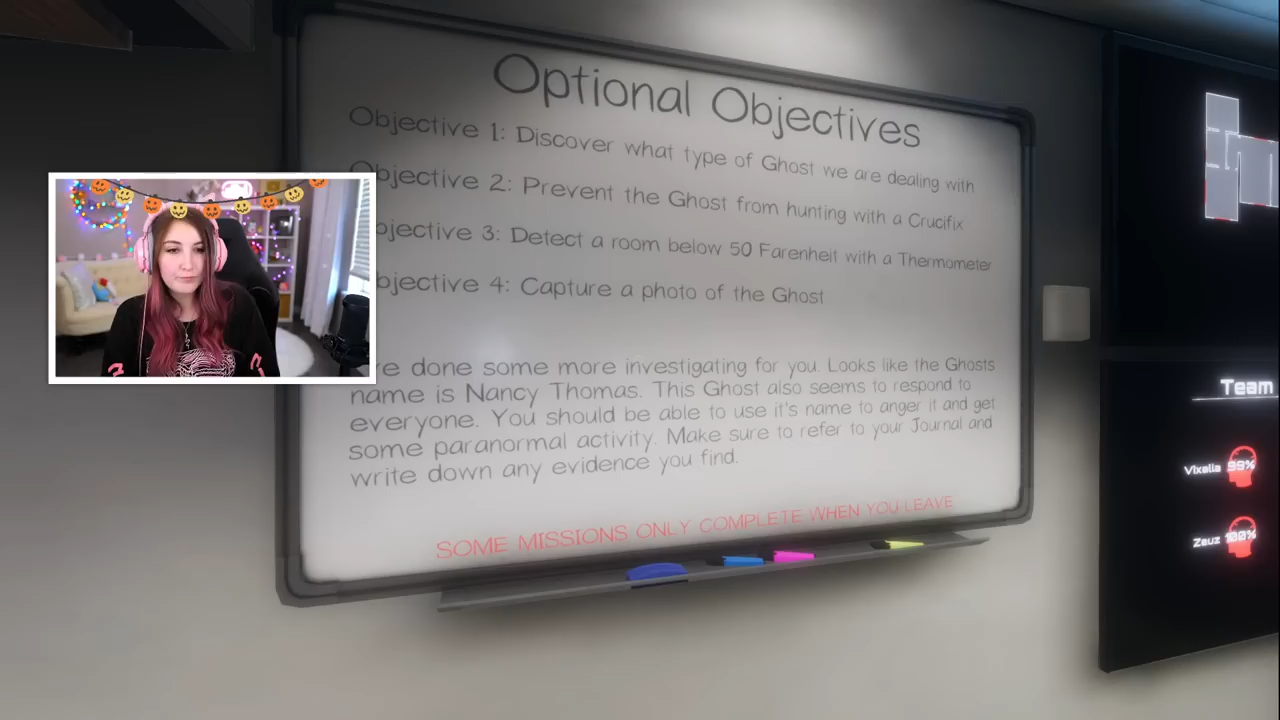 Optional Objectives
Objective 1: Discover what type of Ghost we are dealing with
Objective 2: Prevent the Ghost from hunting with a Crucifix
bjective 3: Detect a room below 50 Farenheit with a Thermometer
bjective 4: Capture a photo of the Ghost
done some more investigating for you. Looks like the Ghosts
name is Nancy Thomas. This Ghost also seems to respond to
everyone. You should be able to use it's name to anger it and get
some paranormal activity. Make sure to refer to your Journal and
write down any evidence you find.
SOME MISSIONS ONLY COMPLETE WHEN YOU LEAVE
Team
Vixella 99%
Zeuz 100%